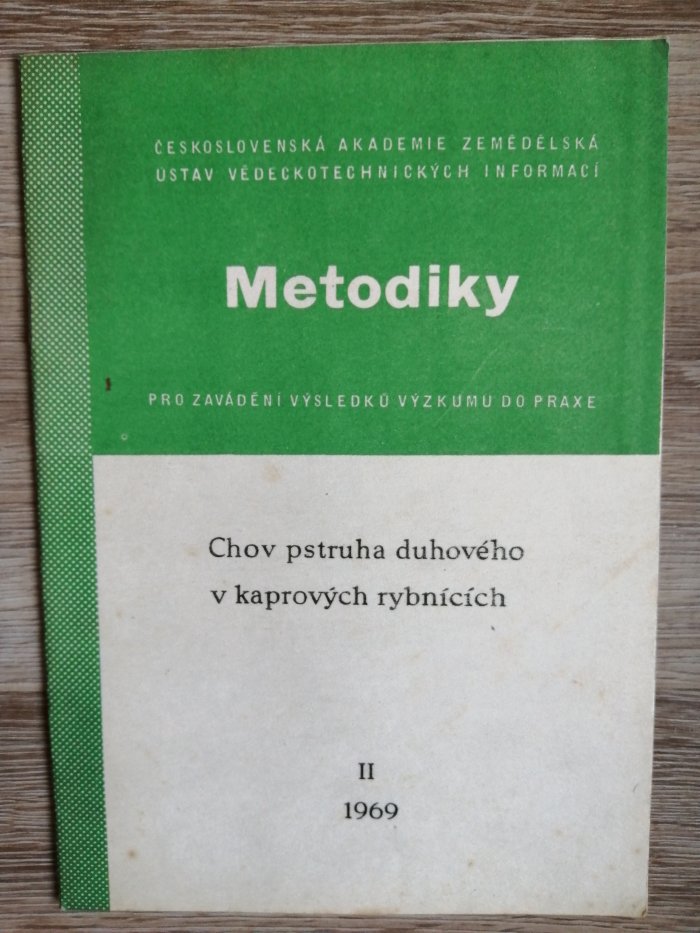 ČESKOSLOVENSKÁ AKADEMIE ZEMĚDĚLSKÁ
ÚSTAV VĚDECKOTECHNICKÝCH INFORMACÍ
Metodiky
PRO ZAVÁDĚNÍ VÝSLEDKŮ VÝZKUMU DO PRAXE
Chov pstruha duhového
v kaprových rybnících
II
1969